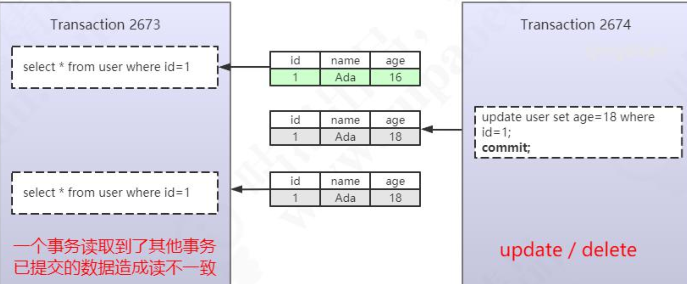 Transaction 2673
Transaction 2674
select * from user where id=1
id name age
1 Ada 16
id name age
1 Ada 18
update user set age=18 where
id=1;
commit;
select * from user where id=1
id name age
1 Ada 18
一个事务读取到了其他事务
已提交的数据造成读不一致
update / delete